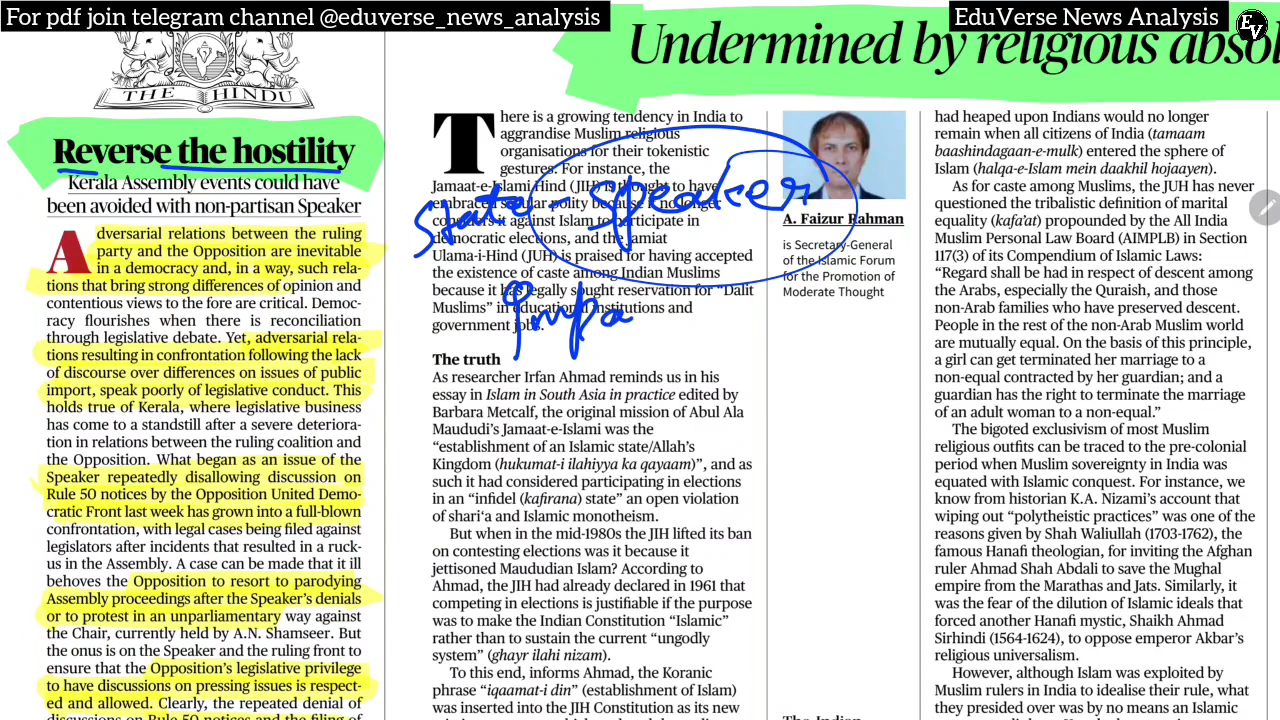 For pdf join telegram channel @eduverse_news_analysis
EduVerse News Analysis
EV
THE HINDU
Reverse the hostility
Kerala Assembly events could have
been avoided with non-partisan Speaker
Adversarial relations between the ruling
party and the Opposition are inevitable
in a democracy and, in a way, such rela-
tions that bring strong differences of opinion and
contentious views to the fore are critical. Democ-
racy flourishes when there is reconciliation
through legislative debate. Yet, adversarial rela-
tions resulting in confrontation following the lack
of discourse over differences on issues of public
import, speak poorly of legislative conduct. This
holds true of Kerala, where legislative business
has come to a standstill after a severe deteriora-
tion in relations between the ruling coalition and
the Opposition. What began as an issue of the
Speaker repeatedly disallowing discussion on
Rule 50 notices by the Opposition United Demo-
cratic Front last week has grown into a full-blown
confrontation, with legal cases being filed against
legislators after incidents that resulted in a ruck-
us in the Assembly. A case can be made that it ill
behoves the Opposition to resort to parodying
Assembly proceedings after the Speaker's denials
or to protest in an unparliamentary way against
the Chair, currently held by A.N. Shamseer. But
the onus is on the Speaker and the ruling front to
ensure that the Opposition's legislative privilege
to have discussions on pressing issues is respect-
ed and allowed. Clearly, the repeated denial of
discussions on Rule 50 notices and the filing of
Undermined by religious absol
There is a growing tendency in India to
aggrandise Muslim religious
organisations for their tokenistic
gestures. For instance, the
Jamaat-e-Islami Hind (JIH) is thought to have
embraced secular polity because it no longer
considers it against Islam to participate in
democratic elections, and the Jamiat
Ulama-i-Hind (JUH) is praised for having accepted
the existence of caste among Indian Muslims
because it has legally sought reservation for "Dalit
Muslims" in educational institutions and
government jobs.
State Speaker
Impa
The truth
As researcher Irfan Ahmad reminds us in his
essay in Islam in South Asia in practice edited by
Barbara Metcalf, the original mission of Abul Ala
Maududi's Jamaat-e-Islami was the
"establishment of an Islamic state/Allah's
Kingdom (hukumat-i ilahiyya ka qayaam)", and as
such it had considered participating in elections
in an "infidel (kafirana) state" an open violation
of shari'a and Islamic monotheism.
But when in the mid-1980s the JIH lifted its ban
on contesting elections was it because it
jettisoned Maududian Islam? According to
Ahmad, the JIH had already declared in 1961 that
competing in elections is justifiable if the purpose
was to make the Indian Constitution "Islamic"
rather than to sustain the current "ungodly
system" (ghayr ilahi nizam).
To this end, informs Ahmad, the Koranic
phrase "iqaamat-i din" (establishment of Islam)
was inserted into the JIH Constitution as its new
A. Faizur Rahman
is Secretary-General
of the Islamic Forum
for the Promotion of
Moderate Thought
The Indian
had heaped upon Indians would no longer
remain when all citizens of India (tamaam
baashindagaan-e-mulk) entered the sphere of
Islam (halqa-e-Islam mein daakhil hojaayen).
As for caste among Muslims, the JUH has never
questioned the tribalistic definition of marital
equality (kafa'at) propounded by the All India
Muslim Personal Law Board (AIMPLB) in Section
117(3) of its Compendium of Islamic Laws:
"Regard shall be had in respect of descent among
the Arabs, especially the Quraish, and those
non-Arab families who have preserved descent.
People in the rest of the non-Arab Muslim world
are mutually equal. On the basis of this principle,
a girl can get terminated her marriage to a
non-equal contracted by her guardian; and a
guardian has the right to terminate the marriage
of an adult woman to a non-equal."
The bigoted exclusivism of most Muslim
religious outfits can be traced to the pre-colonial
period when Muslim sovereignty in India was
equated with Islamic conquest. For instance, we
know from historian K.A. Nizami's account that
wiping out "polytheistic practices" was one of the
reasons given by Shah Waliullah (1703-1762), the
famous Hanafi theologian, for inviting the Afghan
ruler Ahmad Shah Abdali to save the Mughal
empire from the Marathas and Jats. Similarly, it
was the fear of the dilution of Islamic ideals that
forced another Hanafi mystic, Shaikh Ahmad
Sirhindi (1564-1624), to oppose emperor Akbar's
religious universalism.
However, although Islam was exploited by
Muslim rulers in India to idealise their rule, what
they presided over was by no means an Islamic